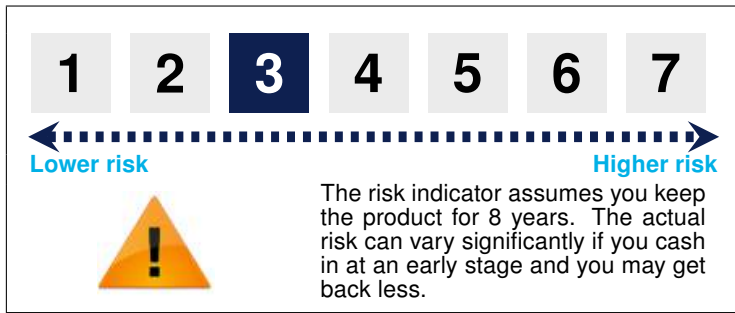 1 2 3 4 5 6 7
Lower risk Higher risk
!
The risk indicator assumes you keep
the product for 8 years. The actual
risk can vary significantly if you cash
in at an early stage and you may get
back less.